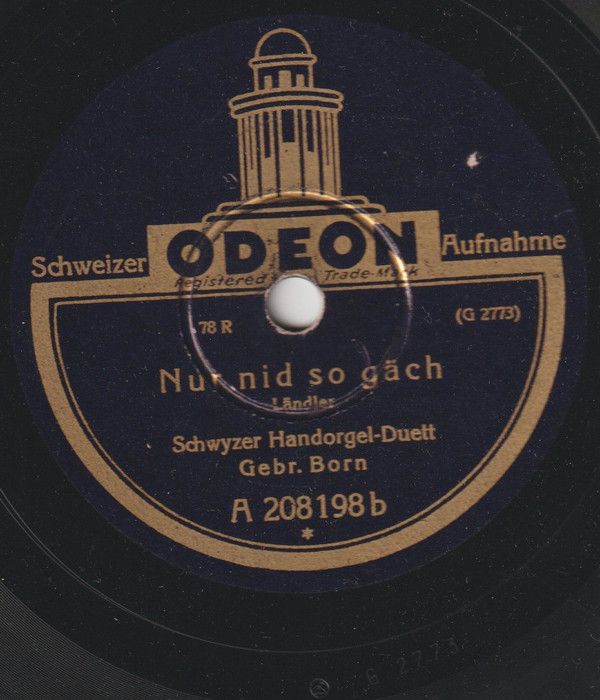 ODEON
Schweizer Aufnahme
Registered Trade-Mark
78 R (G 2773)
Nur nid so gäch
Ländler
Schwyzer Handorgel-Duett
Gebr. Born
A 208198 b
*
G 2773